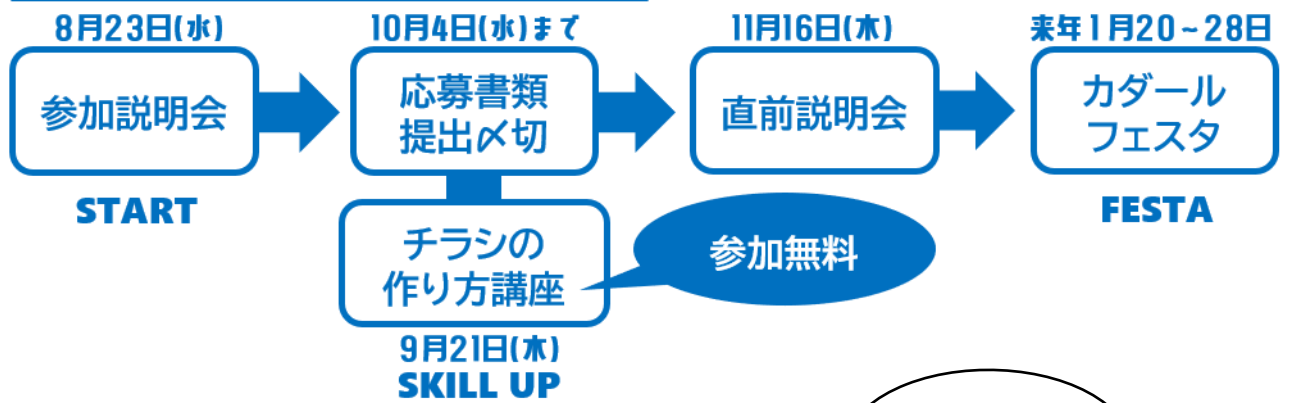 8月23日(水)
参加説明会
START
10月4日(水)まで
応募書類
提出〆切
チラシの
作り方講座
9月21日(木)
SKILL UP
参加無料
11月16日(木)
直前説明会
来年1月20~28日
カダール
フェスタ
FESTA